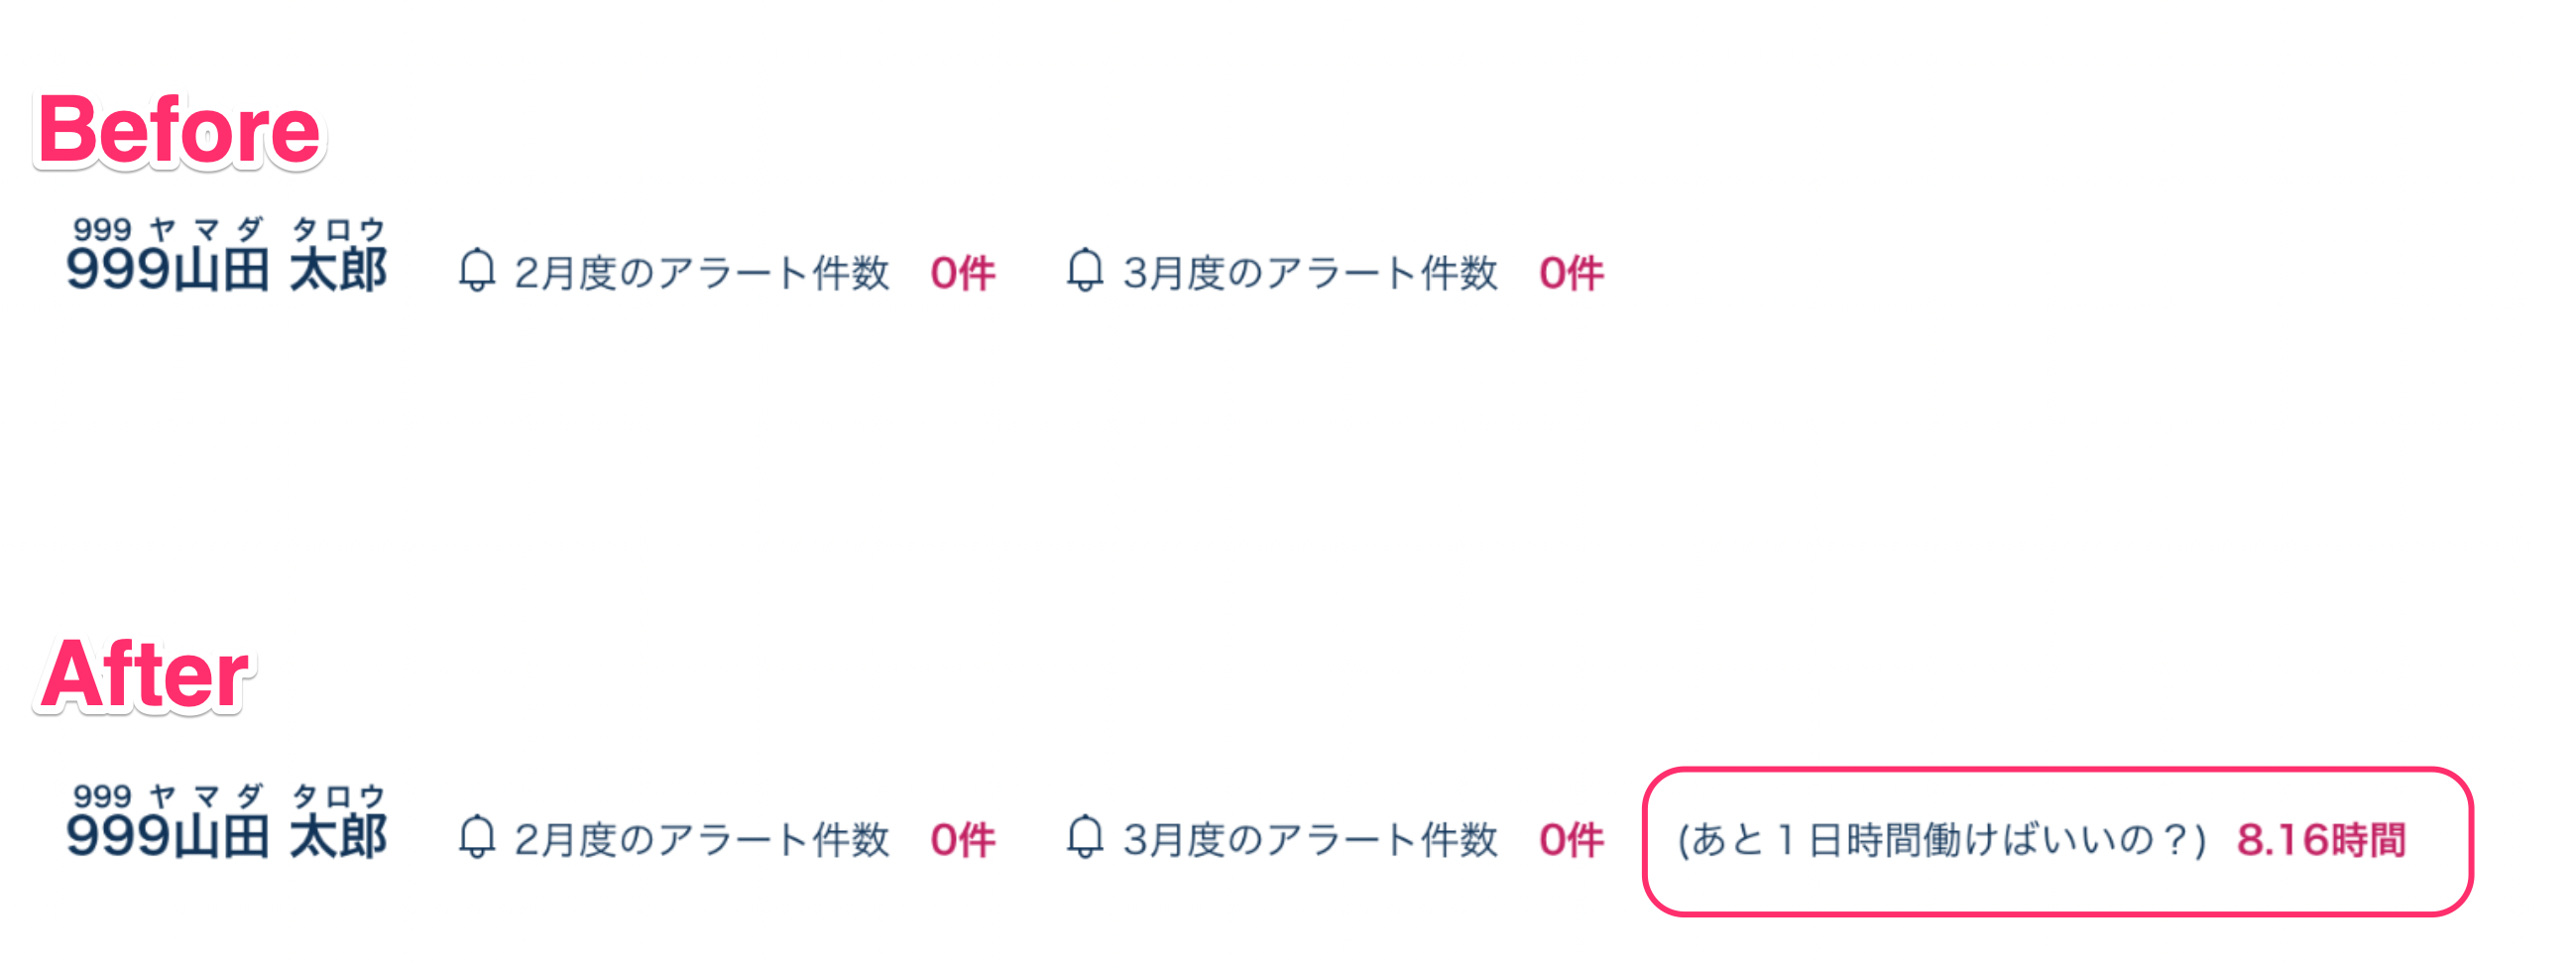 Before
999 ヤマダ タロウ
999山田 太郎 2月度のアラート件数 0件 3月度のアラート件数 0件
After
999 ヤマダ タロウ
999山田 太郎 2月度のアラート件数 0件 3月度のアラート件数 0件 (あと１日時間働けばいいの？) 8.16時間